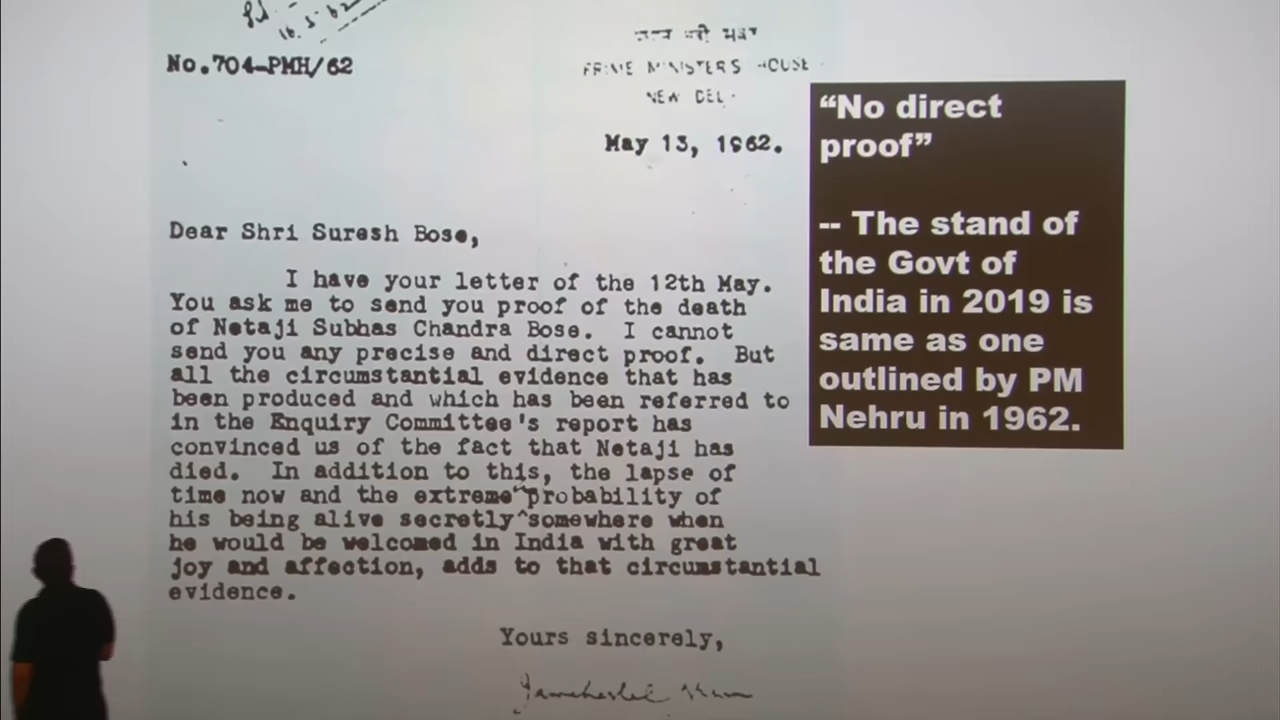 16.5.62
No.704-PMH/62
PRIME MINISTERS HOUSE
NEW DEL
May 13, 1962.
Dear Shri Suresh Bose,
I have your letter of the 12th May.
You ask me to send you proof of the death
of Netaji Subhas Chandra Bose. I cannot
send you any precise and direct proof. But
all the circumstantial evidence that has
been produced and which has been referred to
in the Enquiry Committee's report has
convinced us of the fact that Netaji has
died. In addition to this, the lapse of
time now and the extreme probability of
his being alive secretly somewhere when
he would be welcomed in India with great
joy and affection, adds to that circumstantial
evidence.
Yours sincerely,
“No direct
proof”
-- The stand of
the Govt of
India in 2019 is
same as one
outlined by PM
Nehru in 1962.